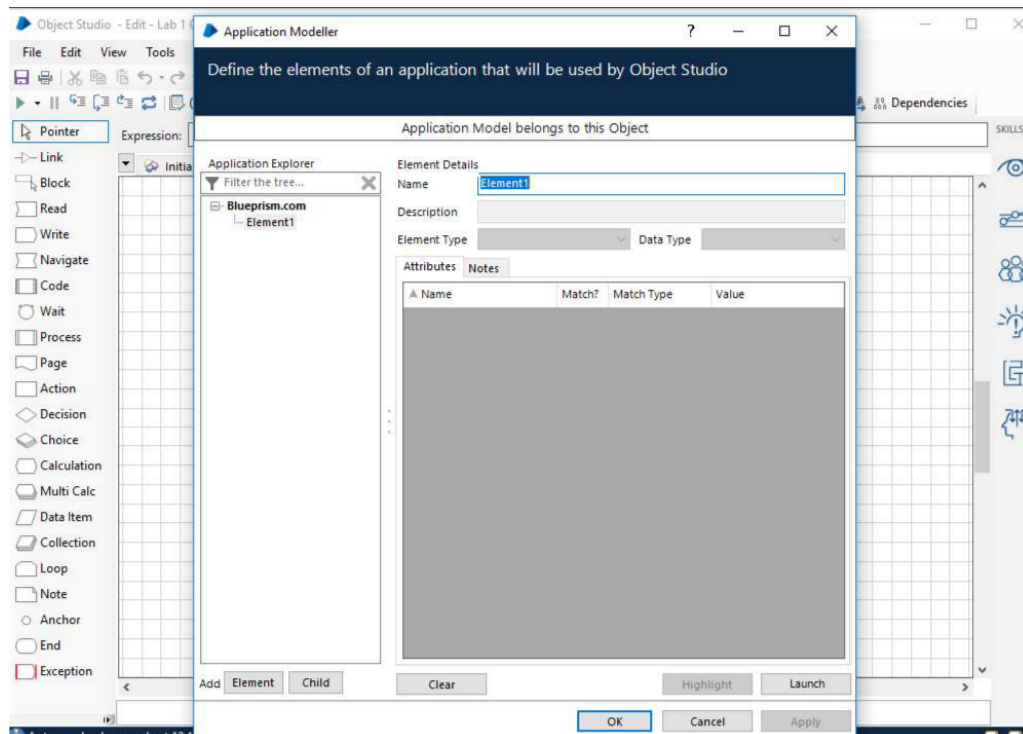 Object Studio - Edit - Lab 1
Application Modeller
?
File Edit View Tools
Define the elements of an application that will be used by Object Studio
Dependencies
Application Model belongs to this Object
Pointer
Expression:
SKILLS
Link
Initia
Application Explorer
Element Details
Filter the tree...
Name Element1
Block
Blueprism.com
Description
Read
Element1
Element Type Data Type
Write
Attributes Notes
Navigate
Name Match? Match Type Value
Code
Wait
Process
Page
Action
Decision
Choice
Calculation
Multi Calc
Data Item
Collection
Loop
Note
Anchor
End
Exception
Add Element Child
Clear
Highlight
Launch
OK
Cancel
Apply